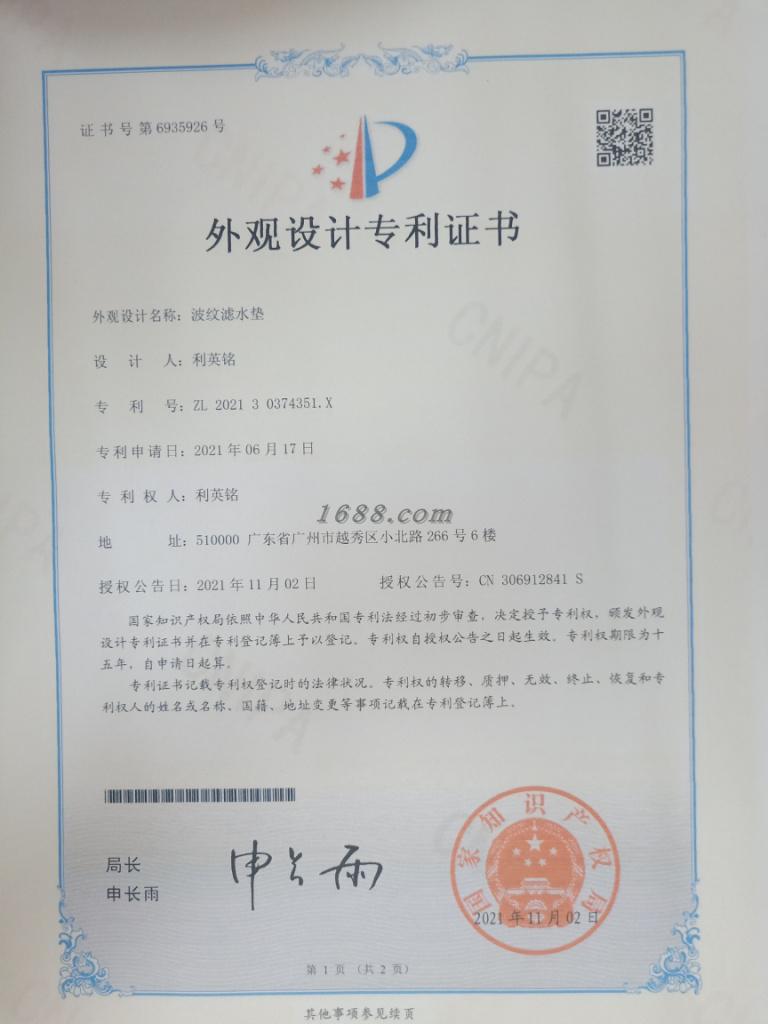 证书号第6935926号
外观设计专利证书
外观设计名称：波纹滤水垫
设计人：利英铭
专利号：ZL 2021 3 0374351.X
专利申请日：2021年06月17日
专利权人：利英铭
1688.com
地址：510000 广东省广州市越秀区小北路266号6楼
授权公告日：2021年11月02日 授权公告号：CN 306912841 S
国家知识产权局依照中华人民共和国专利法经过初步审查，决定授予专利权，颁发外观
设计专利证书并在专利登记簿上予以登记。专利权自授权公告之日起生效。专利权期限为十
五年，自申请日起算。
专利证书记载专利权登记时的法律状况。专利权的转移、质押、无效、终止、恢复和专
利权人的姓名或名称、国籍、地址变更等事项记载在专利登记簿上。
CNIPA
局长
申长雨
申长雨
国家知识产权局
2021年11月02日
第 1 页 （共 2 页）
其他事项参见续页